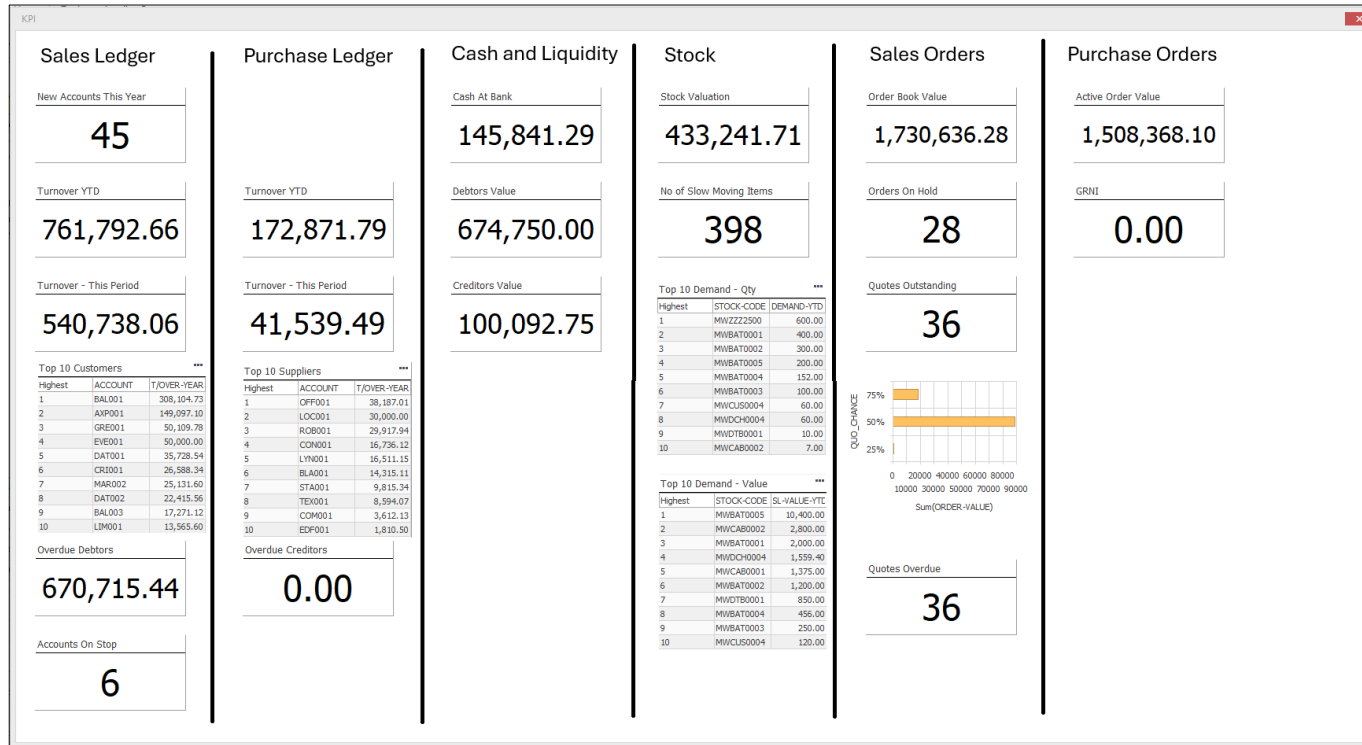 KPI
Sales Ledger
New Accounts This Year
45
Turnover YTD
761,792.66
Turnover - This Period
540,738.06
Top 10 Customers
Highest ACCOUNT T/OVER-YEAR
1 BAL001 308,104.73
2 AXP001 149,097.10
3 GRE001 50,109.78
4 EVE001 50,000.00
5 DAT001 35,728.54
6 CRI001 26,588.34
7 MAR002 25,131.60
8 DAT002 22,415.56
9 BAL003 17,271.12
10 LIM001 13,565.60
Overdue Debtors
670,715.44
Accounts On Stop
6
Purchase Ledger
Turnover YTD
172,871.79
Turnover - This Period
41,539.49
Top 10 Suppliers
Highest ACCOUNT T/OVER-YEAR
1 OFF001 38,187.01
2 LOC001 30,000.00
3 ROB001 29,917.94
4 CON001 16,736.12
5 LYN001 16,511.15
6 BLA001 14,315.11
7 STA001 9,815.34
8 TEX001 8,594.07
9 COM001 3,612.13
10 EDF001 1,810.50
Overdue Creditors
0.00
Cash and Liquidity
Cash At Bank
145,841.29
Debtors Value
674,750.00
Creditors Value
100,092.75
Stock
Stock Valuation
433,241.71
No of Slow Moving Items
398
Top 10 Demand - Qty
Highest STOCK-CODE DEMAND-YTD
1 MWZZZ2500 600.00
2 MWBAT0001 400.00
3 MWBAT0002 300.00
4 MWBAT0005 200.00
5 MWBAT0004 152.00
6 MWBAT0003 100.00
7 MWCUS0004 60.00
8 MWDCH0004 60.00
9 MWDTB0001 10.00
10 MWCAB0002 7.00
Top 10 Demand - Value
Highest STOCK-CODE SL-VALUE-YTD
1 MWBAT0005 10,400.00
2 MWCAB0002 2,800.00
3 MWBAT0001 2,000.00
4 MWDCH0004 1,559.40
5 MWCAB0001 1,375.00
6 MWBAT0002 1,200.00
7 MWDTB0001 850.00
8 MWBAT0004 456.00
9 MWBAT0003 250.00
10 MWCUS0004 120.00
Sales Orders
Order Book Value
1,730,636.28
Orders On Hold
28
Quotes Outstanding
36
QUO_CHANCE
75%
50%
25%
0 20000 40000 60000 80000
10000 30000 50000 70000 90000
Sum(ORDER-VALUE)
Quotes Overdue
36
Purchase Orders
Active Order Value
1,508,368.10
GRNI
0.00